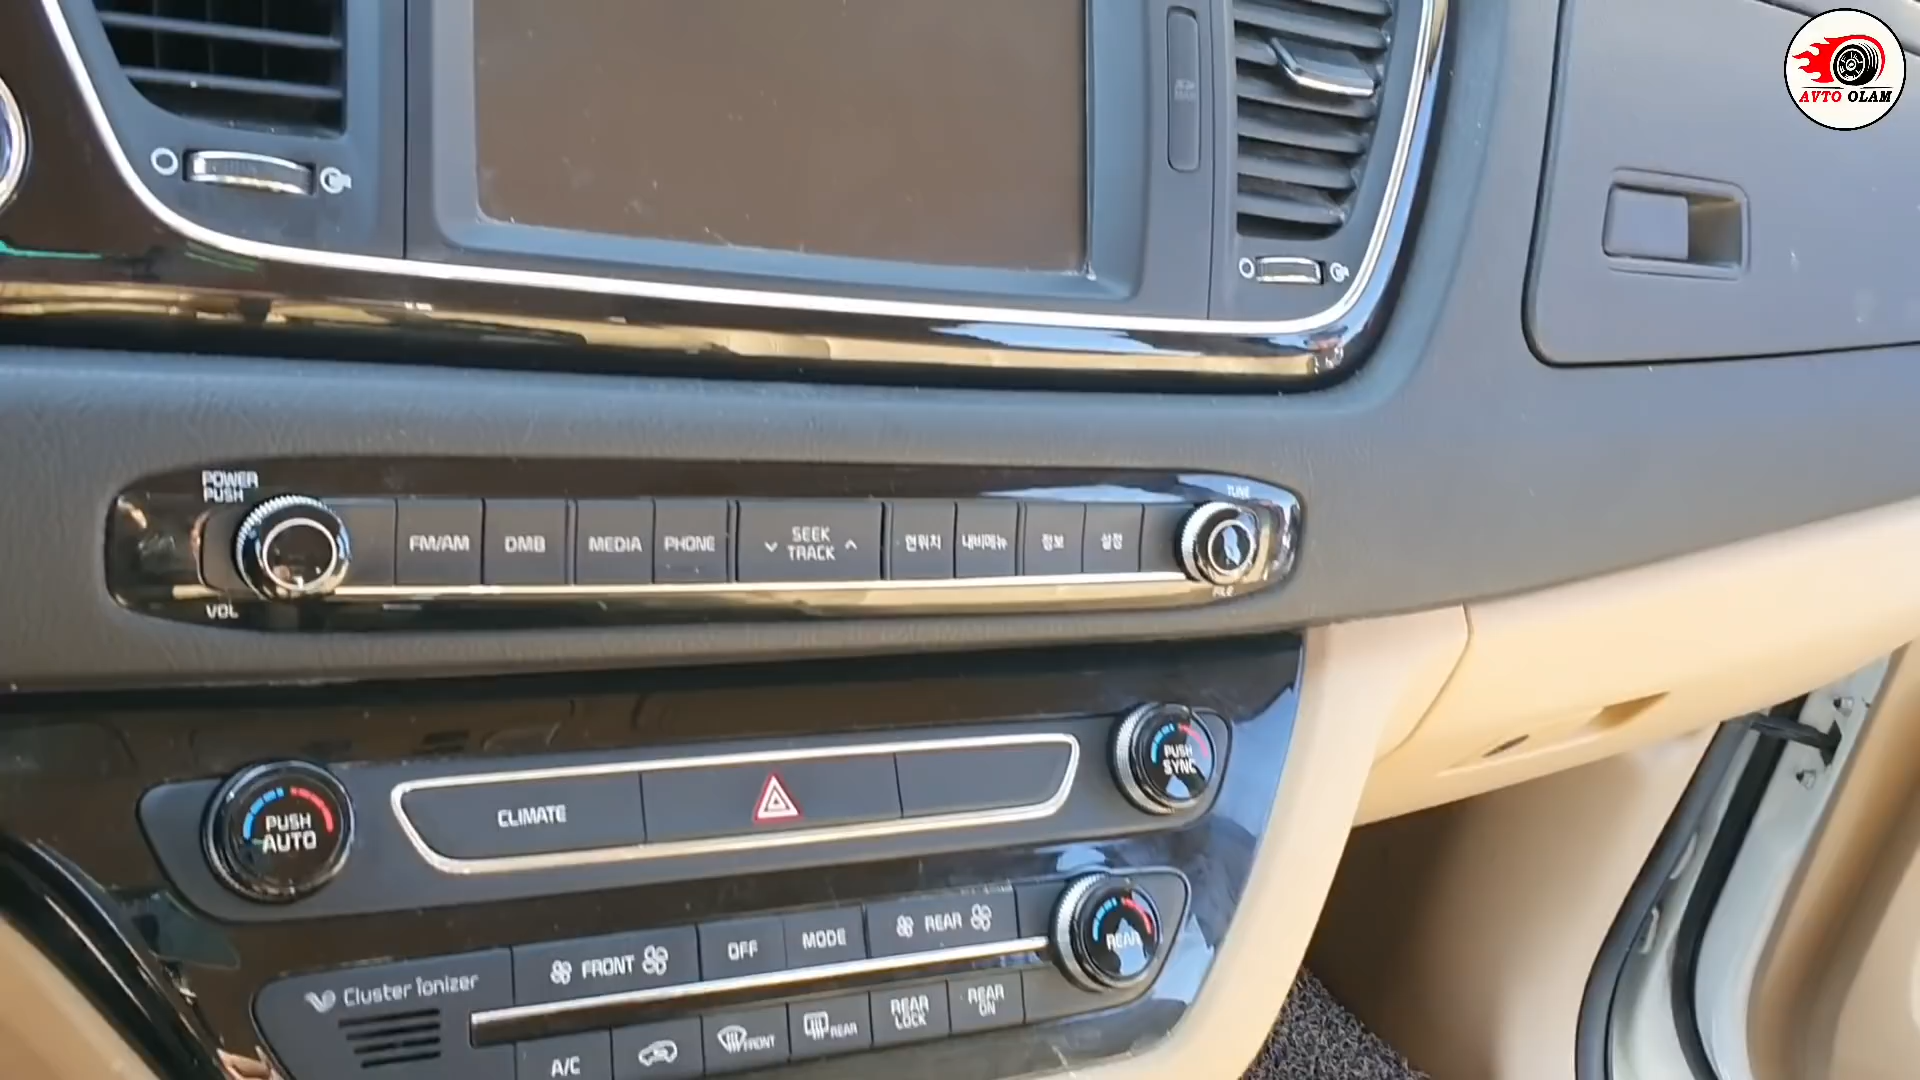 AVTO OLAM
POWER
PUSH
TUNE
FM/AM
DMB
MEDIA
PHONE
SEEK
TRACK
현위치
내비메뉴
정보
설정
VOL
FILE
PUSH
AUTO
CLIMATE
PUSH
SYNC
FRONT
OFF
MODE
REAR
REAR
Cluster Ionizer
A/C
FRONT
REAR
REAR
LOCK
REAR
ON